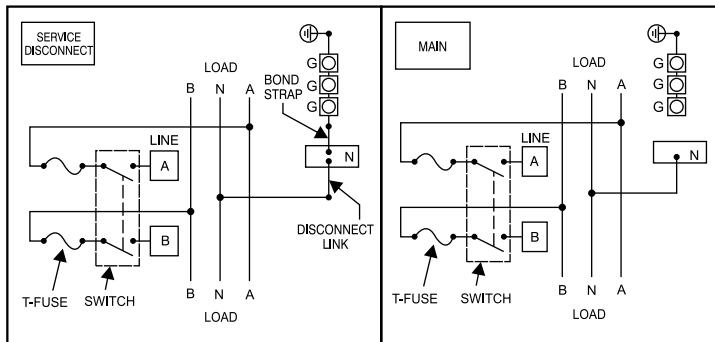 SERVICE
DISCONNECT
LOAD
B N A
BOND
STRAP
G
G
G
LINE
A
N
B
DISCONNECT
LINK
T-FUSE
SWITCH
B N A
LOAD
MAIN
LOAD
B N A
G
G
G
LINE
A
N
B
T-FUSE
SWITCH
B N A
LOAD